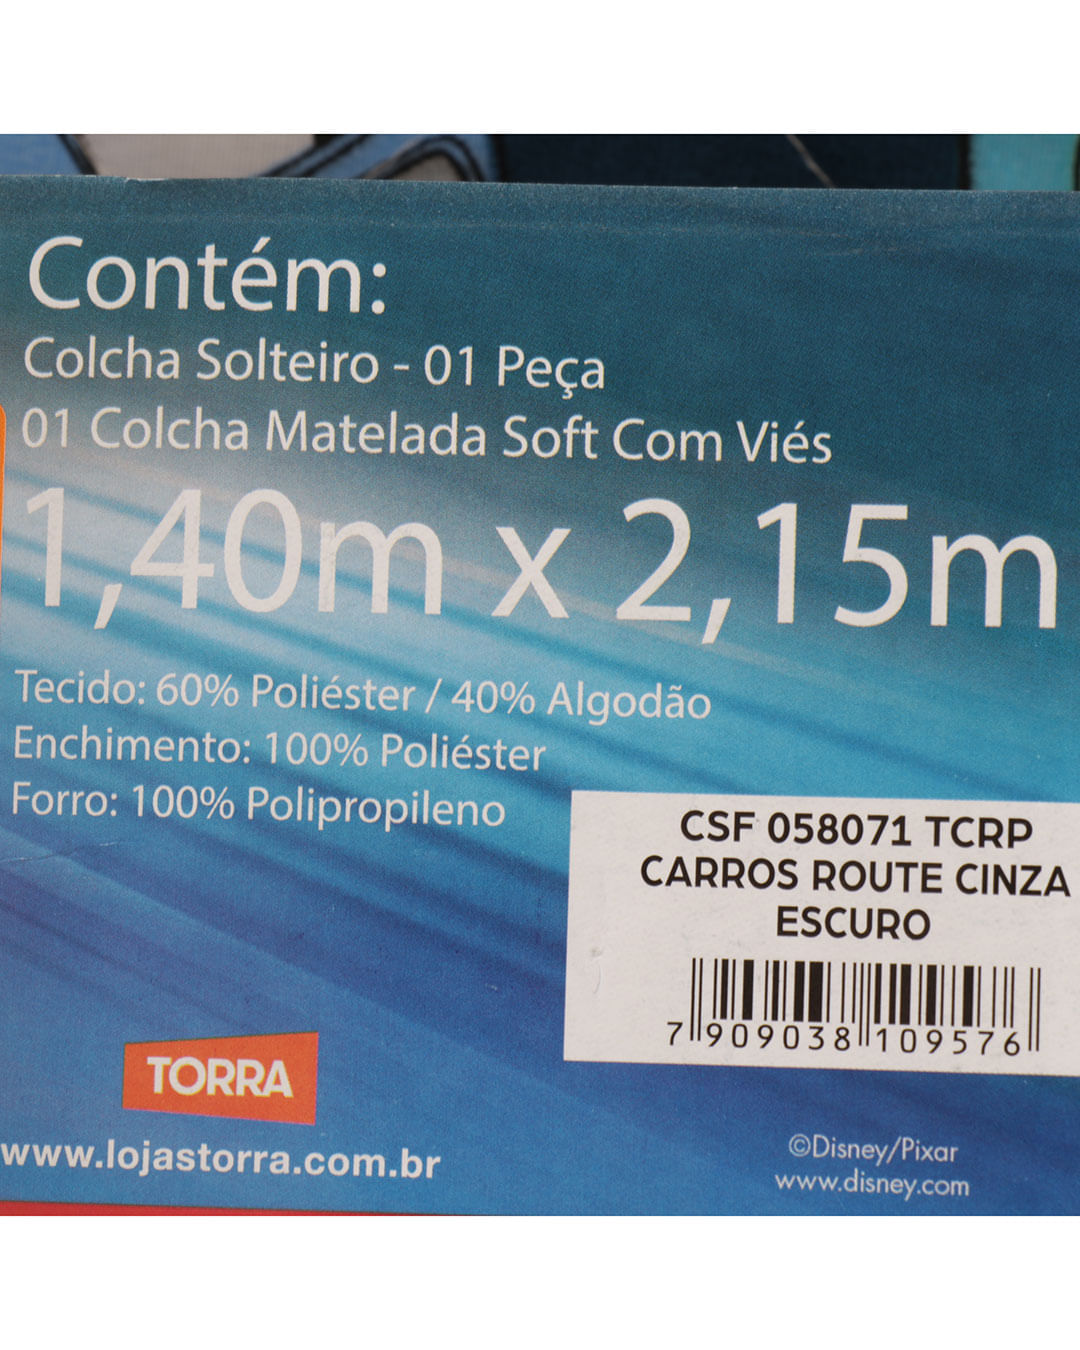 Contém:
Colcha Solteiro - 01 Peça
01 Colcha Matelada Soft Com Viés
1,40m x 2,15m
Tecido: 60% Poliéster / 40% Algodão
Enchimento: 100% Poliéster
Forro: 100% Polipropileno
CSF 058071 TCRP
CARROS ROUTE CINZA
ESCURO
7 909038 109576
TORRA
www.lojastorra.com.br
©Disney/Pixar
www.disney.com